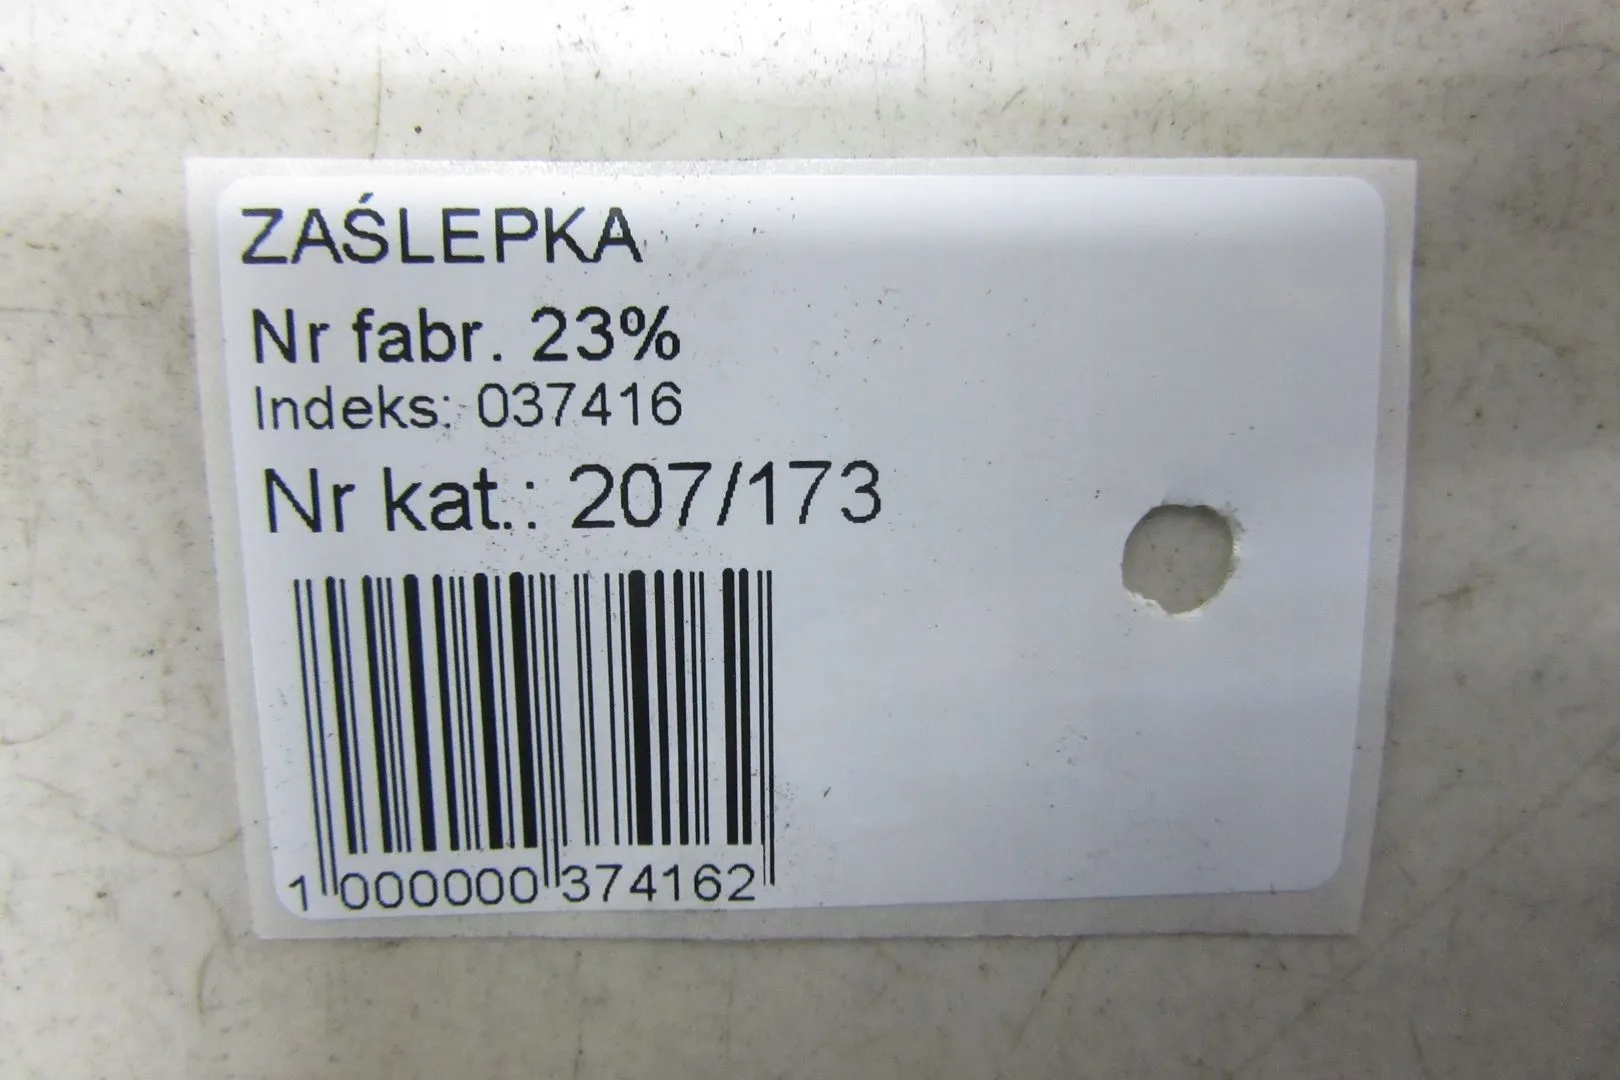 ZAŚLEPKA
Nr fabr. 23%
Indeks: 037416
Nr kat.: 207/173
1 000000 374162